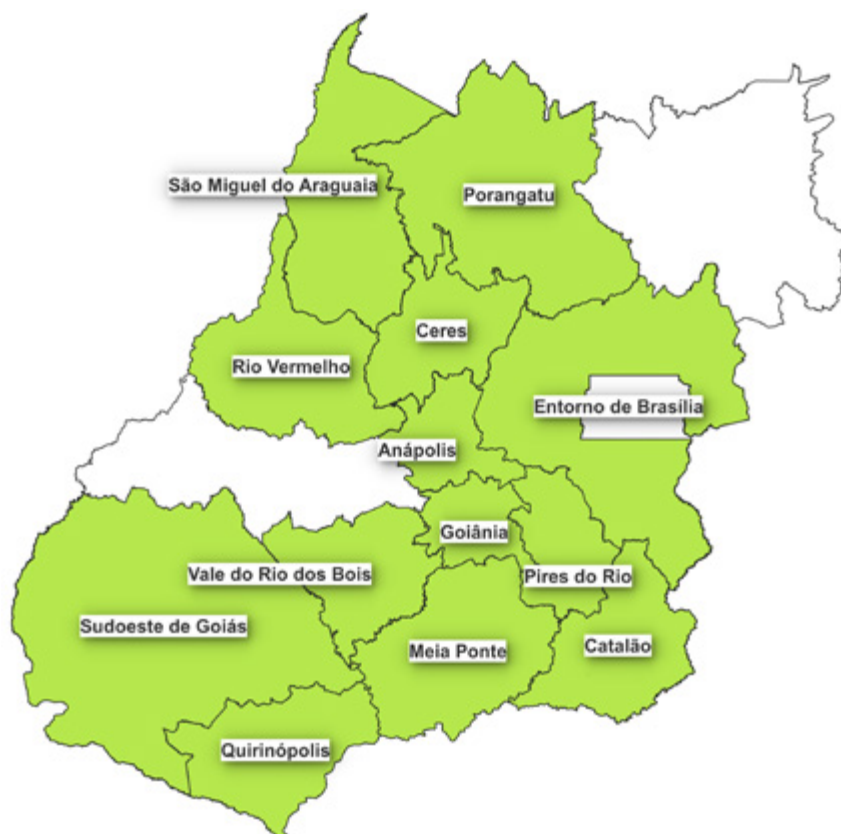 São Miguel do Araguaia
Porangatu
Ceres
Rio Vermelho
Entorno de Brasília
Anápolis
Goiânia
Vale do Rio dos Bois
Pires do Rio
Sudoeste de Goiás
Meia Ponte
Catalão
Quirinópolis